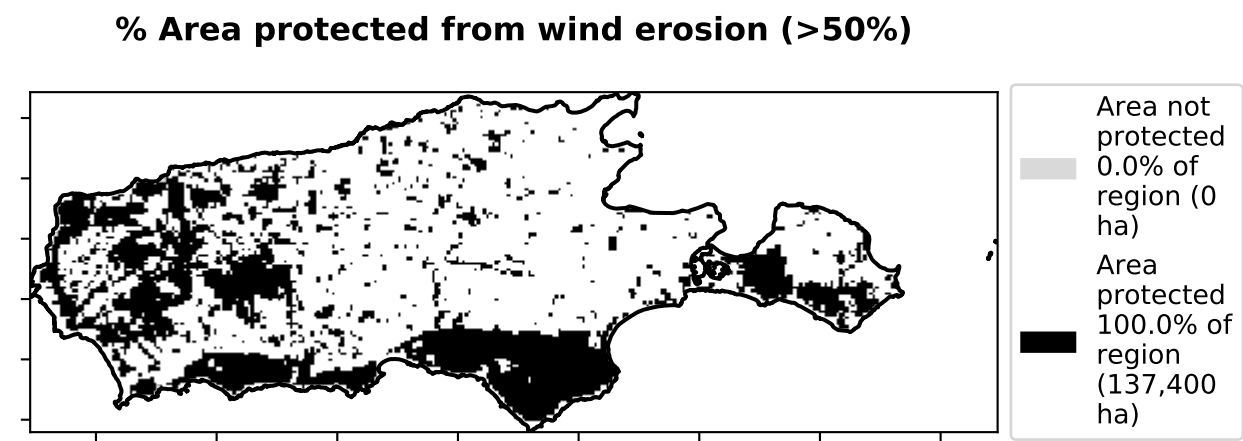 % Area protected from wind erosion (>50%)
Area not
protected
0.0% of
region (0
ha)
Area
protected
100.0% of
region
(137,400
ha)